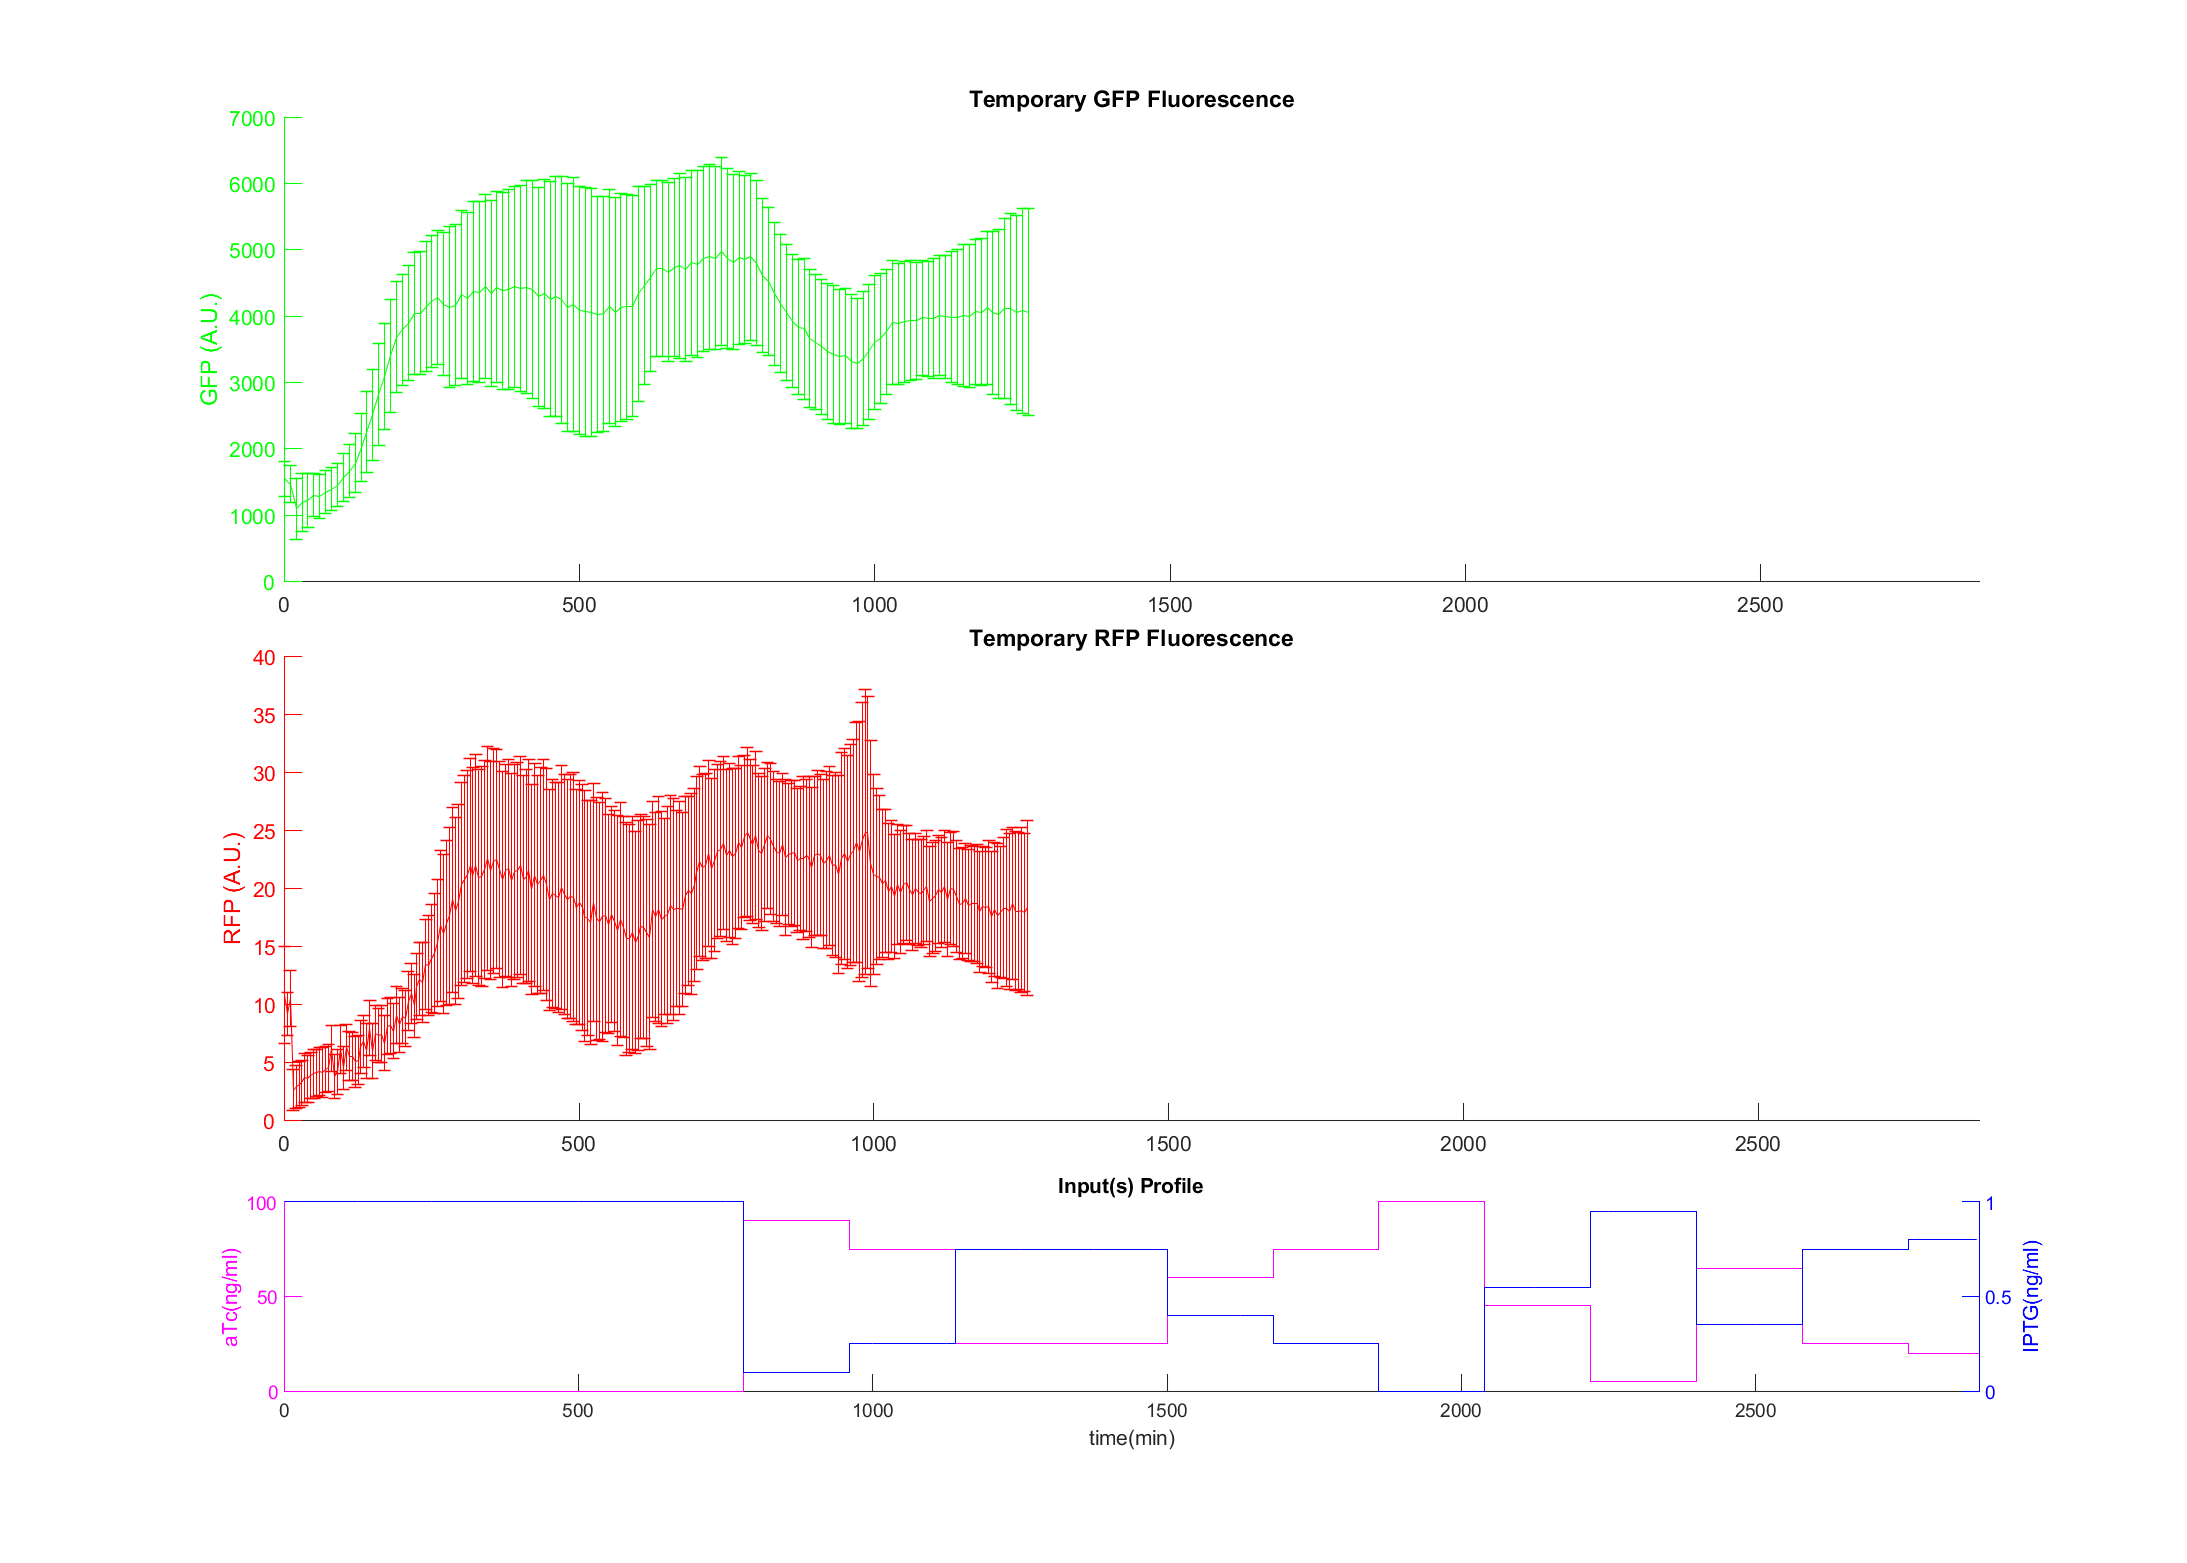 Temporary GFP Fluorescence
7000
6000
5000
4000
3000
2000
1000
0
GFP (A.U.)
0 500 1000 1500 2000 2500
Temporary RFP Fluorescence
40
35
30
25
20
15
10
5
0
RFP (A.U.)
0 500 1000 1500 2000 2500
Input(s) Profile
100
50
0
aTc(ng/ml)
1
0.5
0
IPTG(ng/ml)
0 500 1000 1500 2000 2500
time(min)